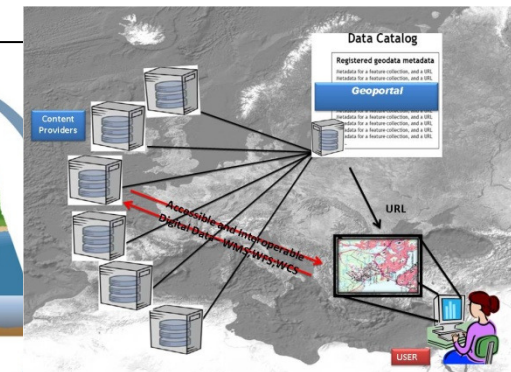 Data Catalog
Registered geodata metadata
Metadata for a feature collection, and a URL
Metadata for a feature collection, and a URL
Geoportal
Metadata for a feature collection, and a URL
Metadata for a feature collection, and a URL
Metadata for a feature collection, and a URL
Content
Providers
URL
Accessible and interoperable
Digital Data - WMS;WFS;WCS
USER